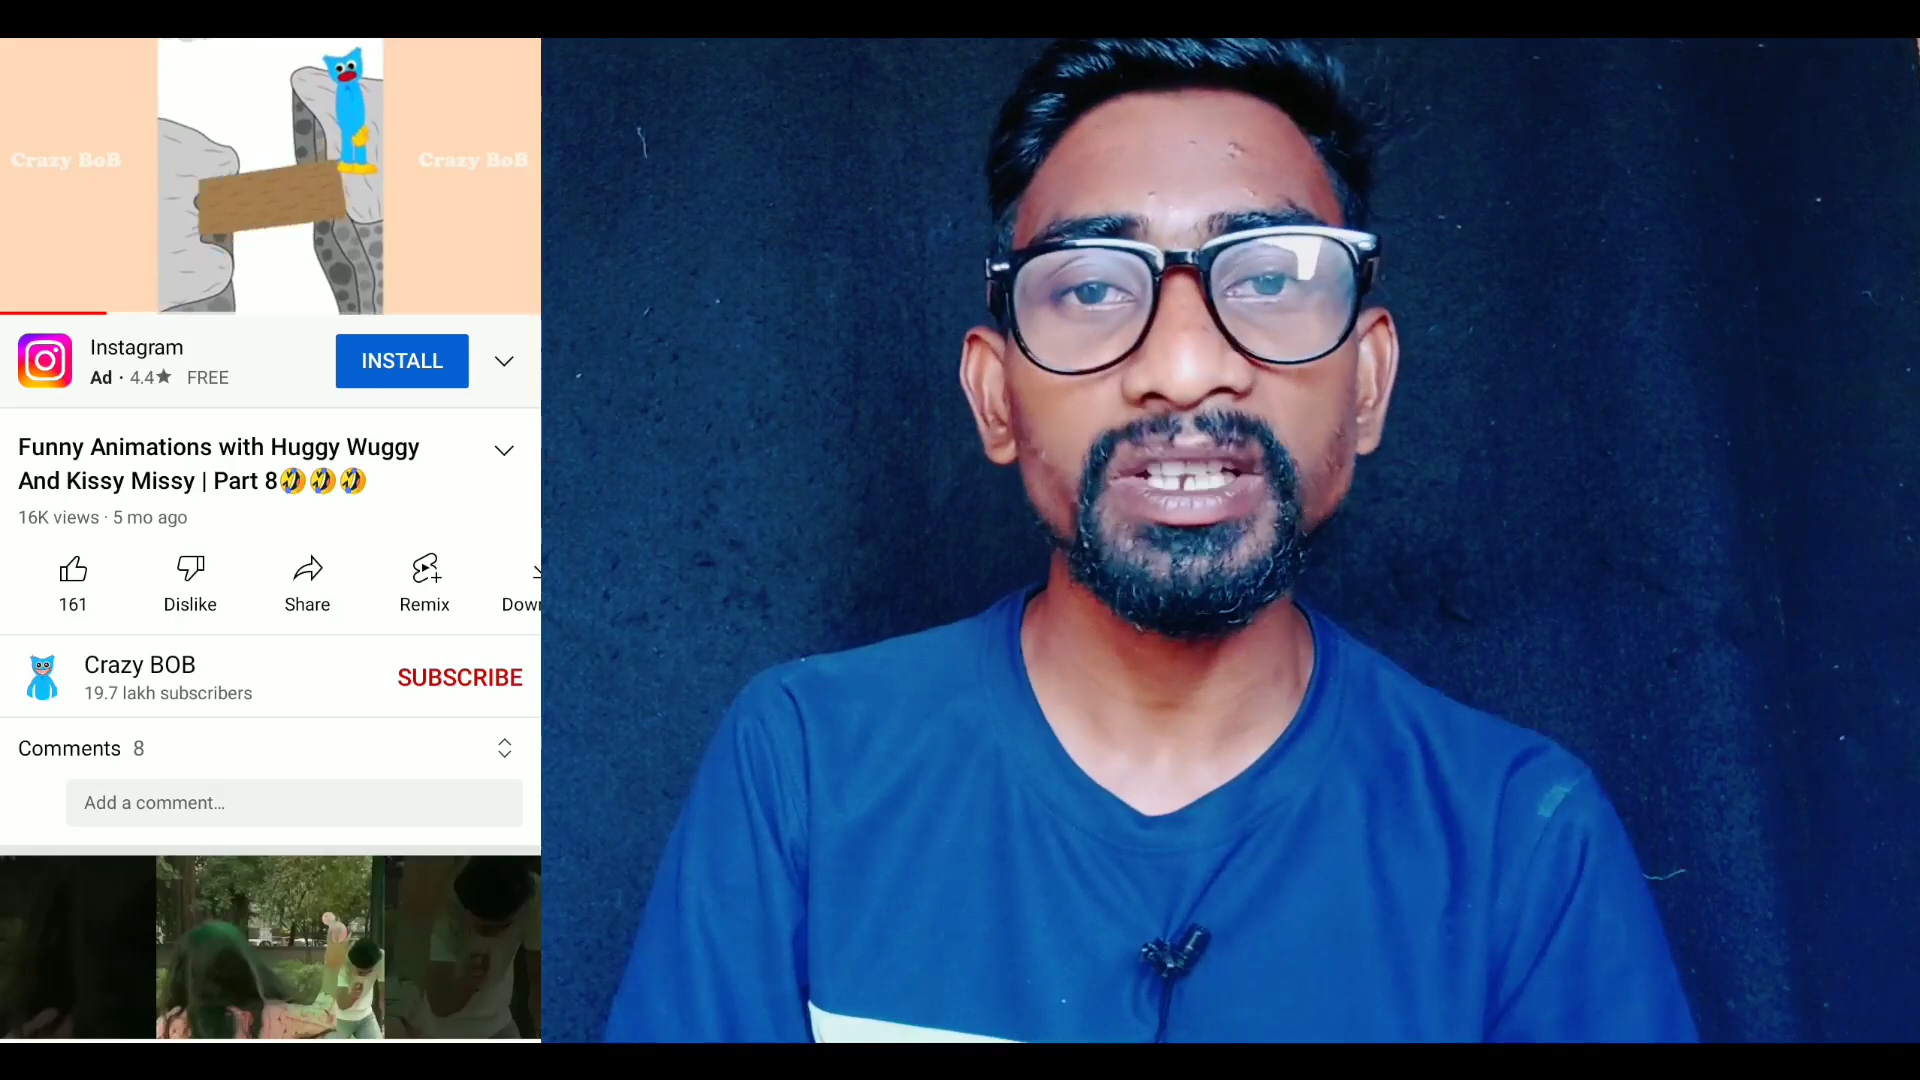 Crazy BoB
Crazy BoB
Instagram
Ad · 4.4★ FREE
INSTALL
Funny Animations with Huggy Wuggy
And Kissy Missy | Part 8🤣🤣🤣
16K views · 5 mo ago
161
Dislike
Share
Remix
Down
Crazy BOB
19.7 lakh subscribers
SUBSCRIBE
Comments 8
Add a comment...